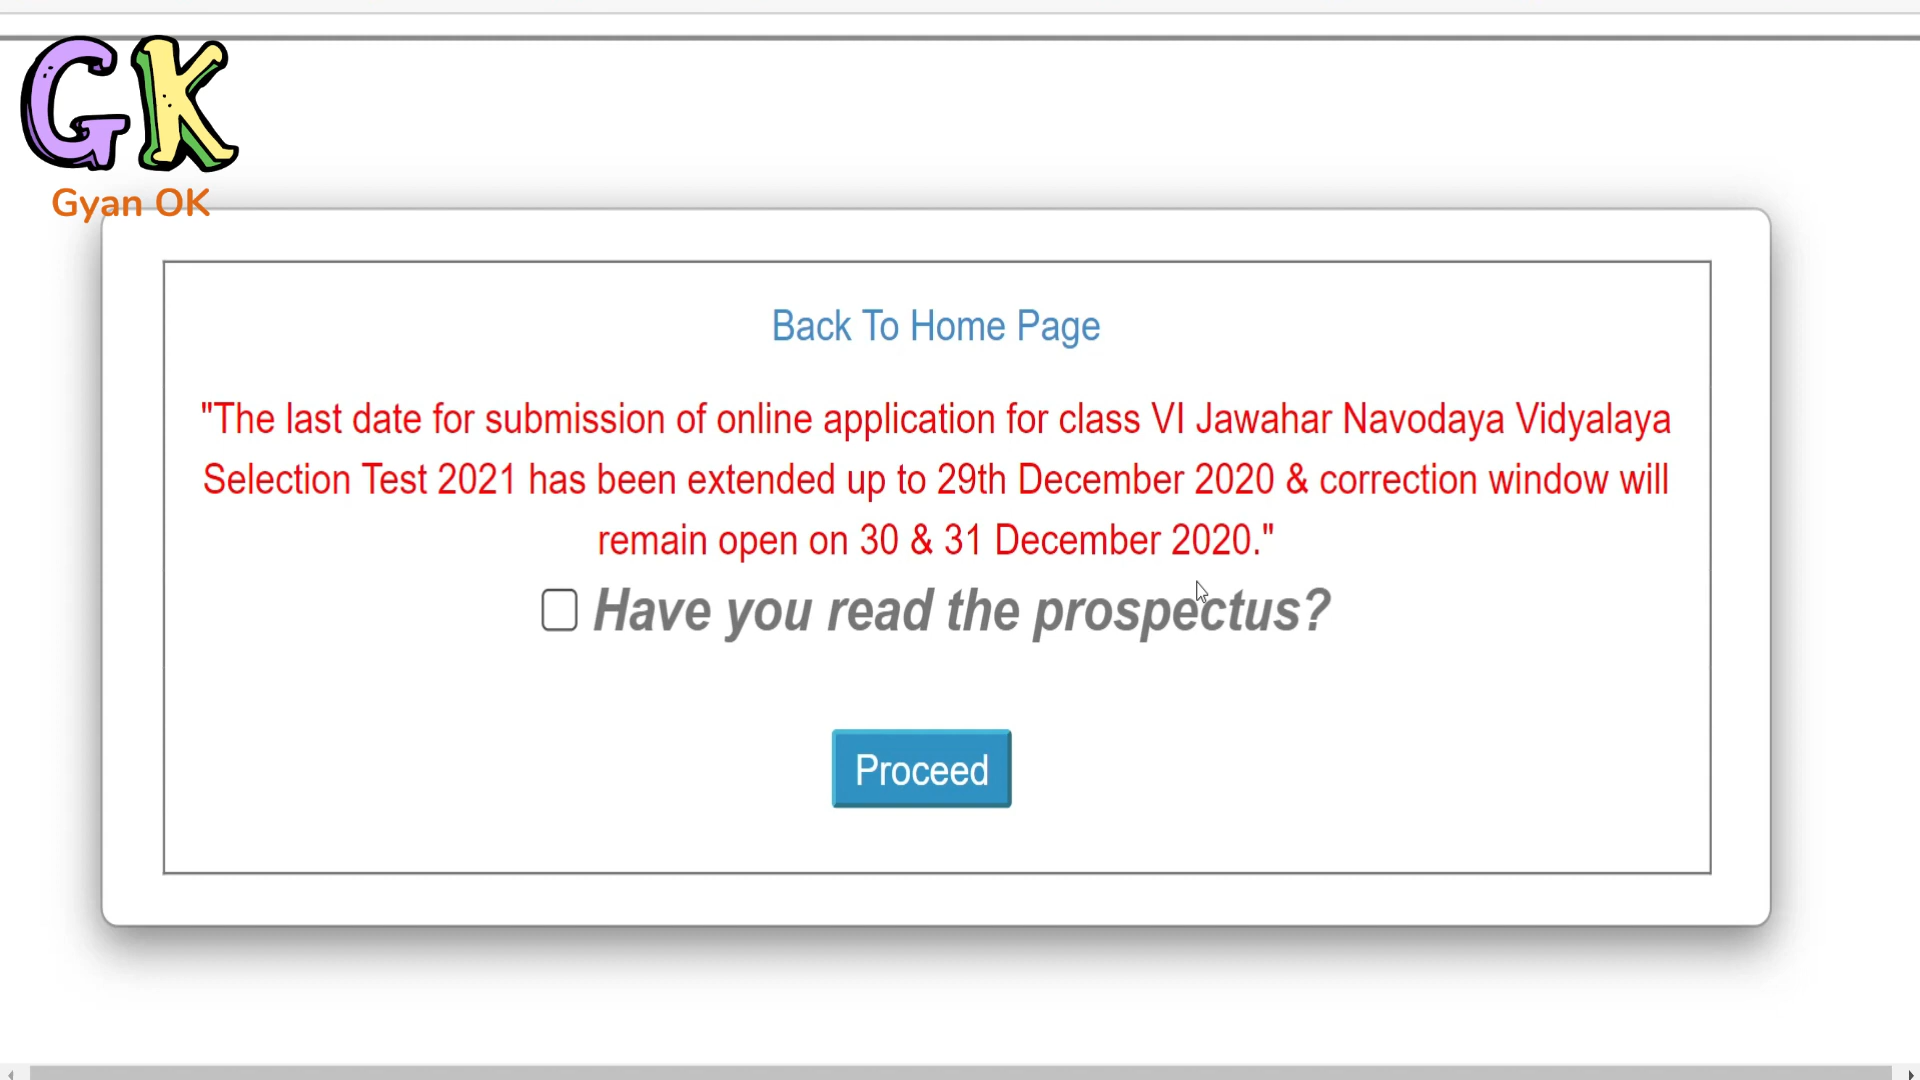 GK
Gyan OK
Back To Home Page
"The last date for submission of online application for class VI Jawahar Navodaya Vidyalaya
Selection Test 2021 has been extended up to 29th December 2020 & correction window will
remain open on 30 & 31 December 2020."
Have you read the prospectus?
Proceed